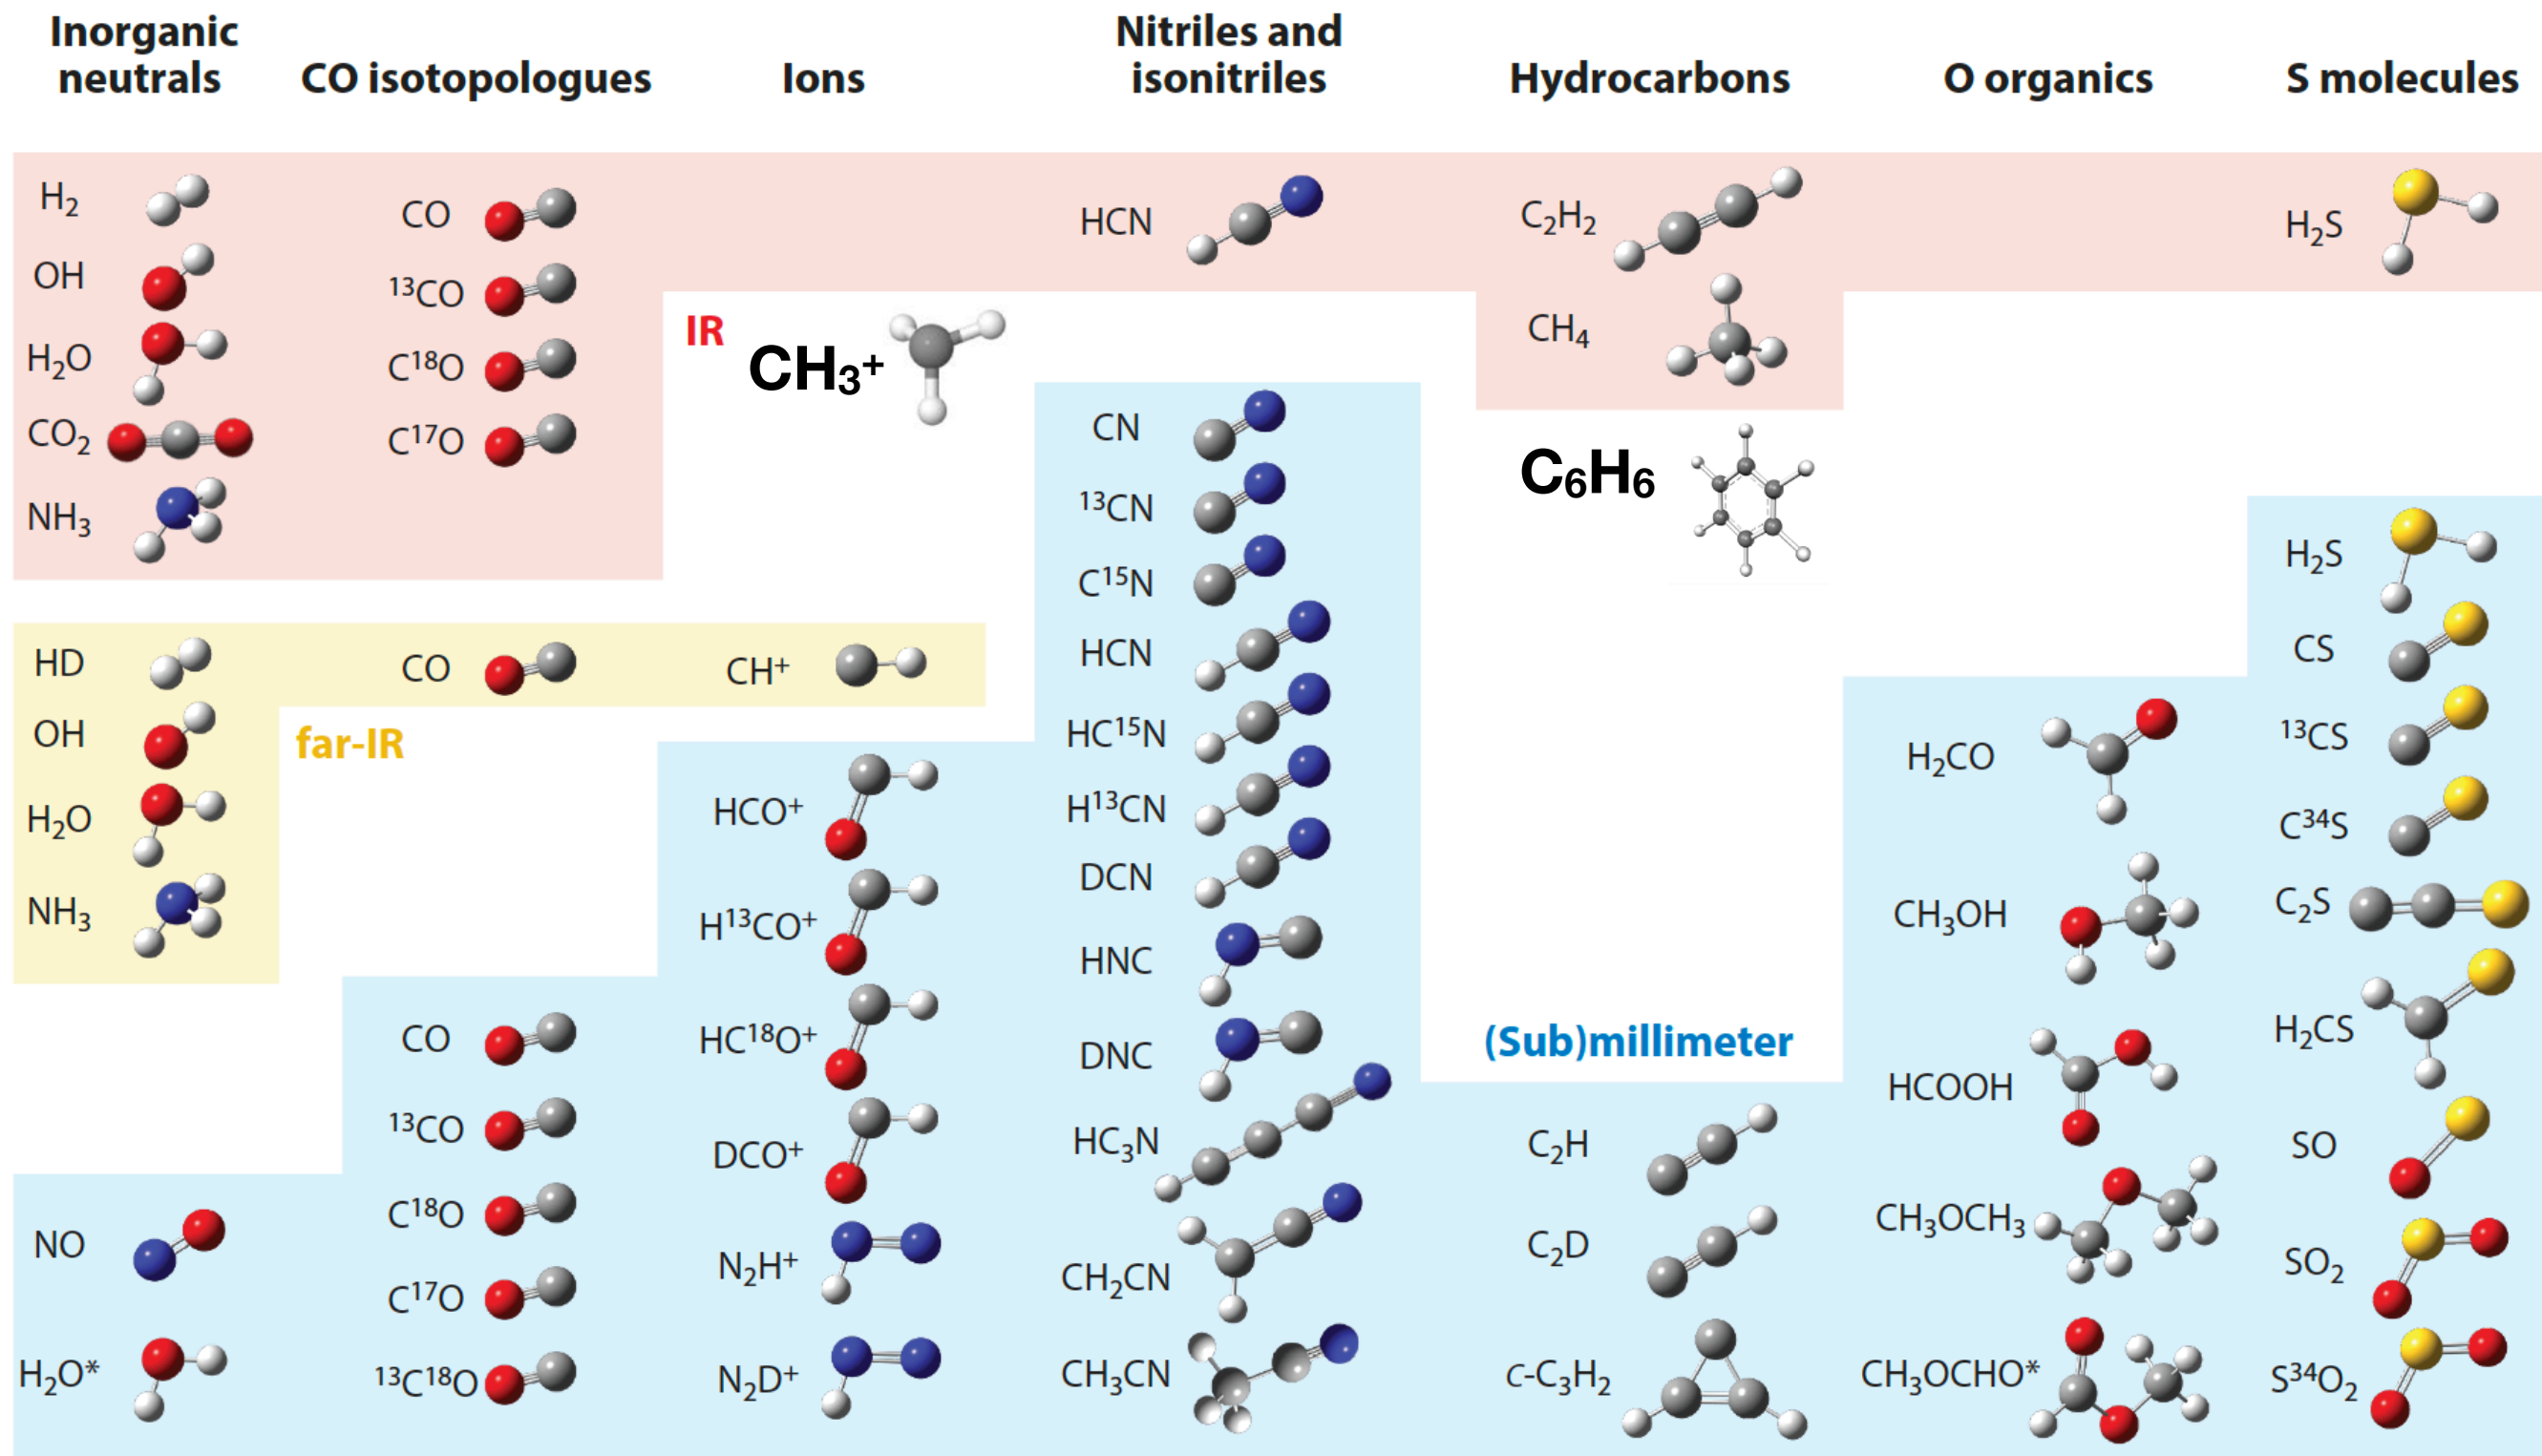 Inorganic
neutrals
CO isotopologues
Ions
Nitriles and
isonitriles
Hydrocarbons
O organics
S molecules
H₂
OH
H₂O
CO₂
NH₃
CO
¹³CO
C¹⁸O
C¹⁷O
IR
CH₃⁺
HCN
C₂H₂
CH₄
C₆H₆
H₂S
HD
OH
H₂O
NH₃
CO
CH⁺
far-IR
NO
H₂O*
CO
¹³CO
C¹⁸O
C¹⁷O
¹³C¹⁸O
HCO⁺
H¹³CO⁺
HC¹⁸O⁺
DCO⁺
N₂H⁺
N₂D⁺
CN
¹³CN
C¹⁵N
HCN
HC¹⁵N
H¹³CN
DCN
HNC
DNC
HC₃N
CH₂CN
CH₃CN
(Sub)millimeter
C₂H
C₂D
c-C₃H₂
H₂CO
CH₃OH
HCOOH
CH₃OCH₃
CH₃OCHO*
H₂S
CS
¹³CS
C³⁴S
C₂S
H₂CS
SO
SO₂
S³⁴O₂